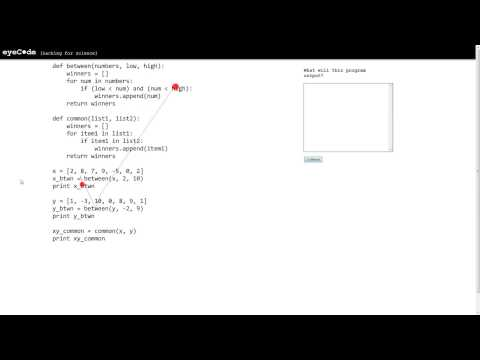 eyeCode (hacking for science)
def between(numbers, low, high):
winners = []
for num in numbers:
if (low < num) and (num < high):
winners.append(num)
return winners
def common(list1, list2):
winners = []
for item1 in list1:
if item1 in list2:
winners.append(item1)
return winners
x = [2, 8, 7, 9, -5, 0, 2]
x_btwn = between(x, 2, 10)
print x_btwn
y = [1, -3, 10, 0, 8, 9, 1]
y_btwn = between(y, -2, 9)
print y_btwn
xy_common = common(x, y)
print xy_common
What will this program
output?